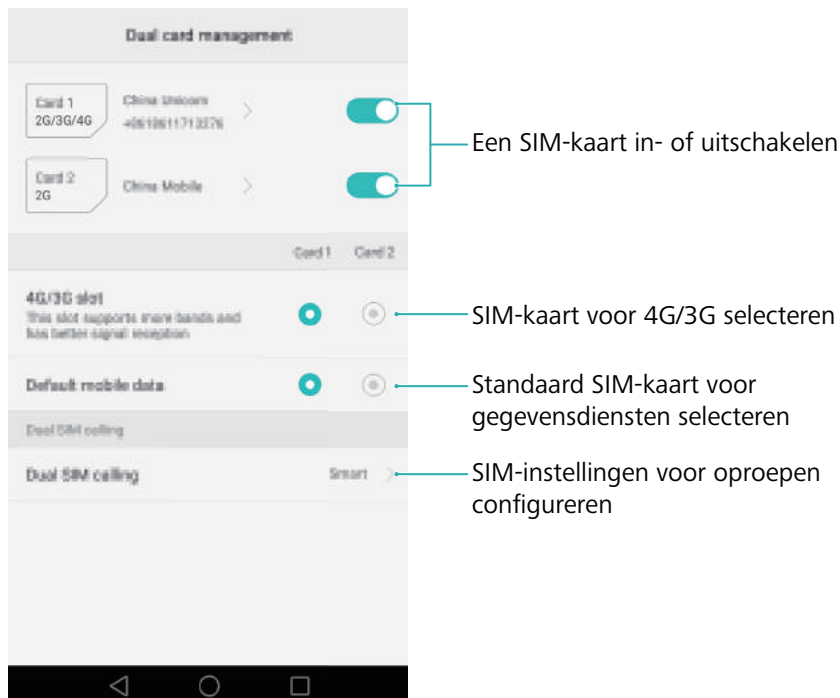 Dual card management
Card 1
2G/3G/4G
China Unicom
Card 2
2G
China Mobile
Een SIM-kaart in- of uitschakelen
Card 1 Card 2
4G/3G slot
This slot supports more bands and
has better signal reception
SIM-kaart voor 4G/3G selecteren
Default mobile data
Standaard SIM-kaart voor
gegevensdiensten selecteren
Dual SIM calling
Dual SIM calling Smart
SIM-instellingen voor oproepen
configureren